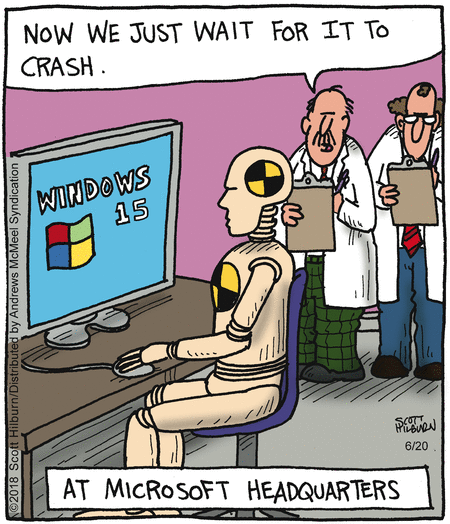 NOW WE JUST WAIT FOR IT TO
CRASH.
WINDOWS
15
©2018 Scott Hilburn/Distributed by Andrews McMeel Syndication
SCOTT
HILBURN
6/20
AT MICROSOFT HEADQUARTERS